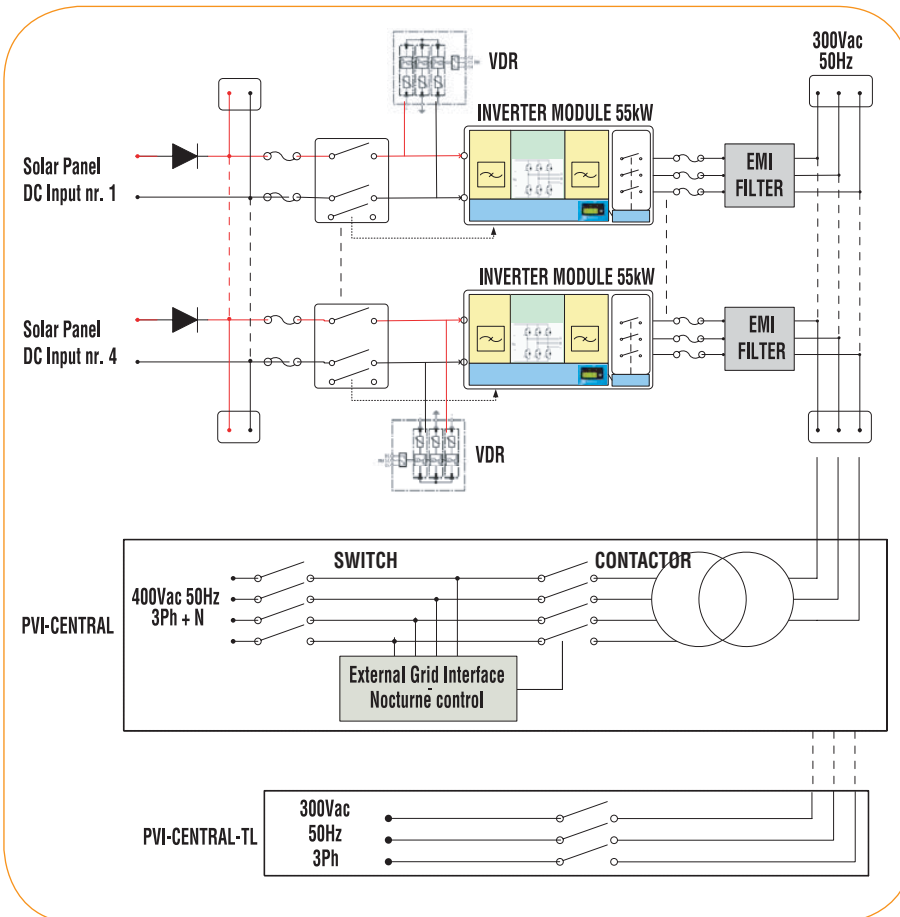 VDR
300Vac
50Hz
INVERTER MODULE 55kW
Solar Panel
DC Input nr. 1
EMI
FILTER
INVERTER MODULE 55kW
Solar Panel
DC Input nr. 4
EMI
FILTER
VDR
PVI-CENTRAL
400Vac 50Hz
3Ph + N
SWITCH
CONTACTOR
External Grid Interface
-
Nocturne control
PVI-CENTRAL-TL
300Vac
50Hz
3Ph